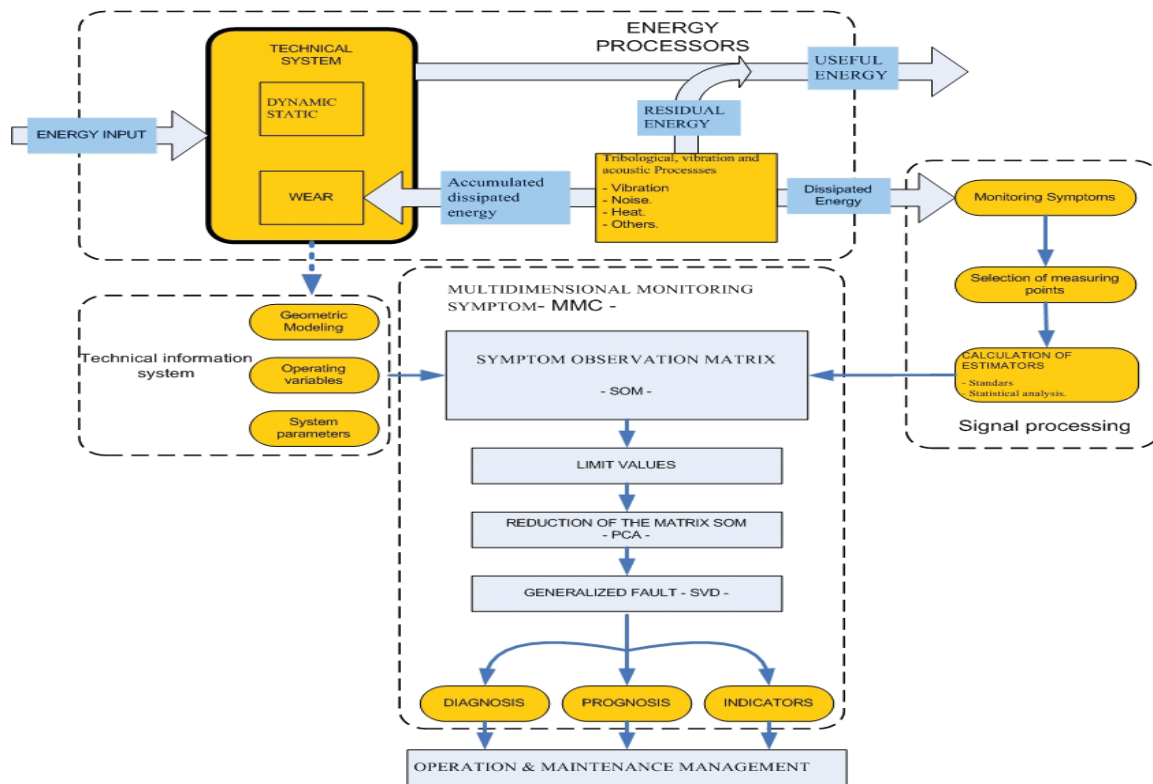 ENERGY
PROCESSORS
TECHNICAL
SYSTEM
DYNAMIC
STATIC
WEAR
ENERGY INPUT
USEFUL
ENERGY
RESIDUAL
ENERGY
Tribological, vibration and
acoustic Processses
- Vibration
- Noise.
- Heat.
- Others.
Accumulated
dissipated
energy
Dissipated
Energy
Monitoring Symptoms
Selection of measuring
points
CALCULATION OF
ESTIMATORS
- Standars
- Statistical analysis.
Signal processing
Geometric
Modeling
Technical information
system
Operating
variables
System
parameters
MULTIDIMENSIONAL MONITORING
SYMPTOM- MMC -
SYMPTOM OBSERVATION MATRIX
- SOM -
LIMIT VALUES
REDUCTION OF THE MATRIX SOM
- PCA -
GENERALIZED FAULT - SVD -
DIAGNOSIS
PROGNOSIS
INDICATORS
OPERATION & MAINTENANCE MANAGEMENT